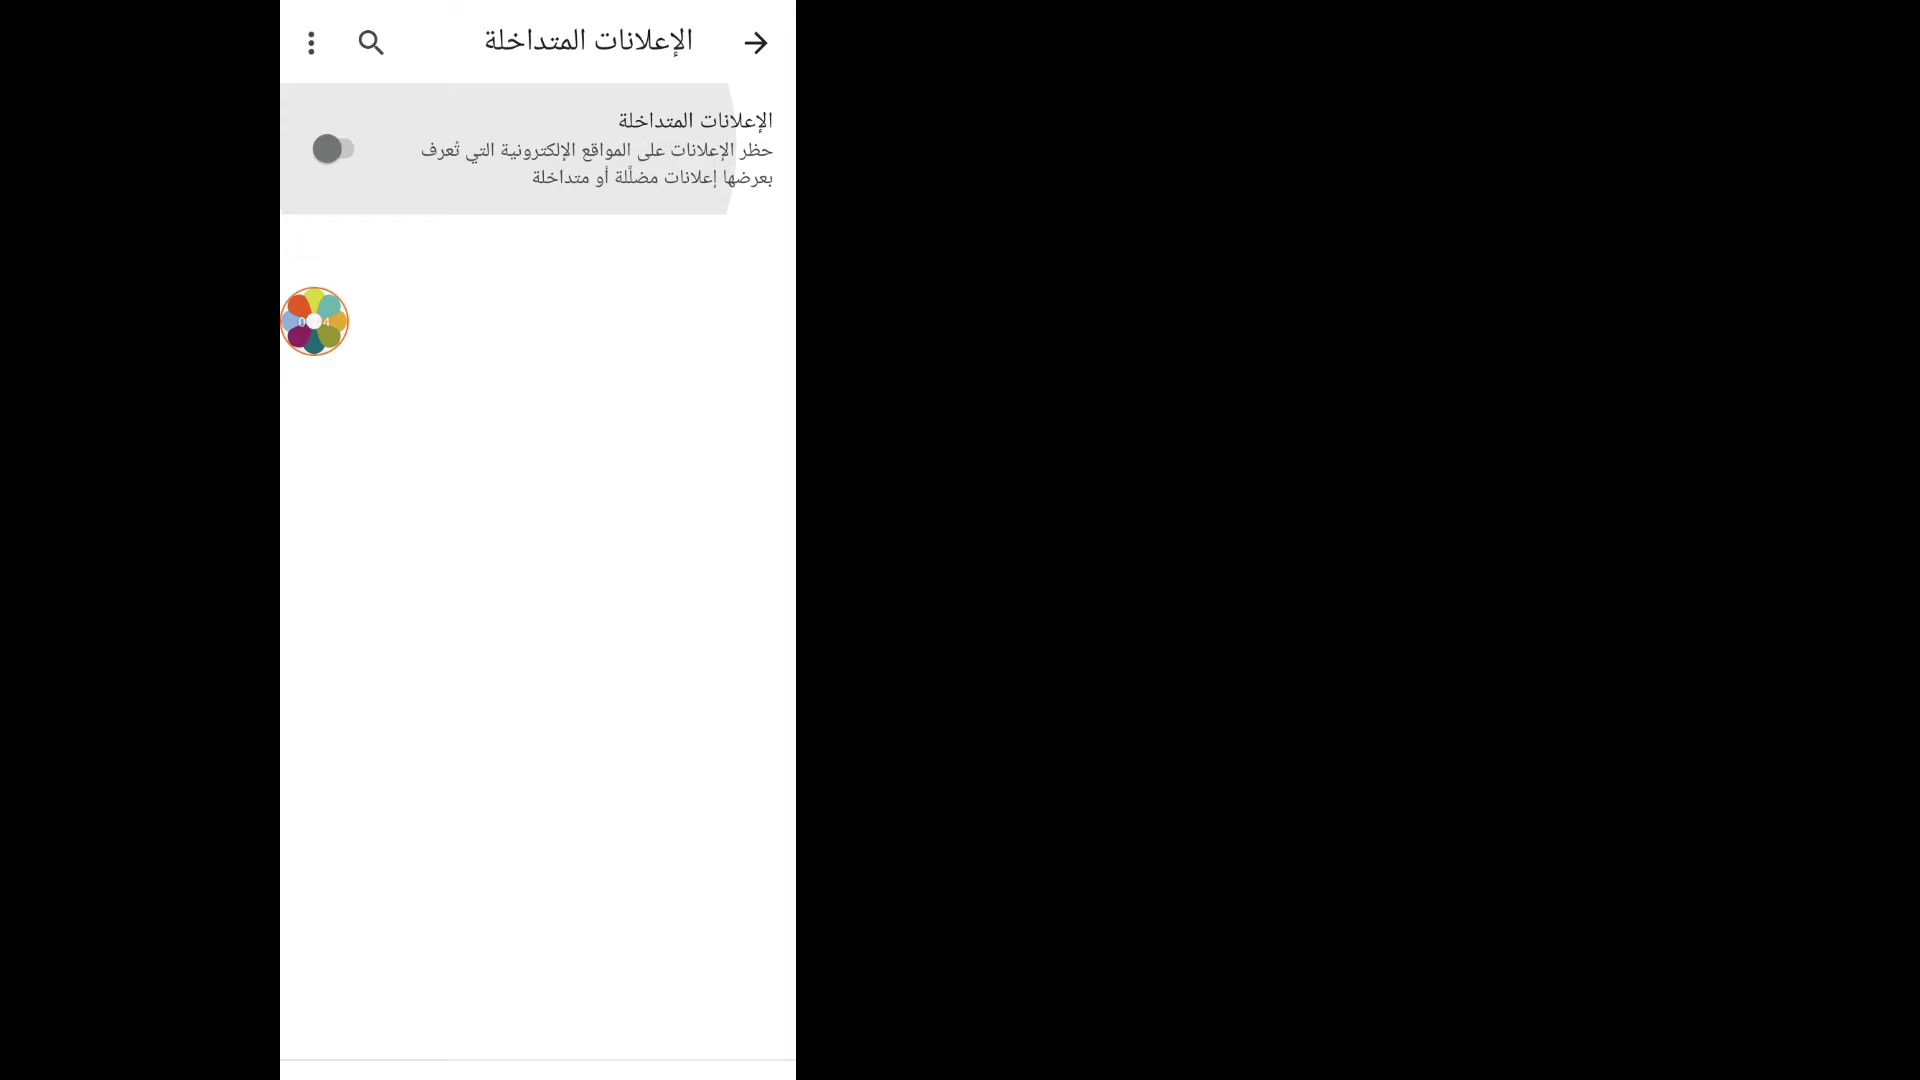 الإعلانات المتداخلة
الإعلانات المتداخلة
حظر الإعلانات على المواقع الإلكترونية التي تُعرف
بعرضها إعلانات مضلِّلة أو متداخلة